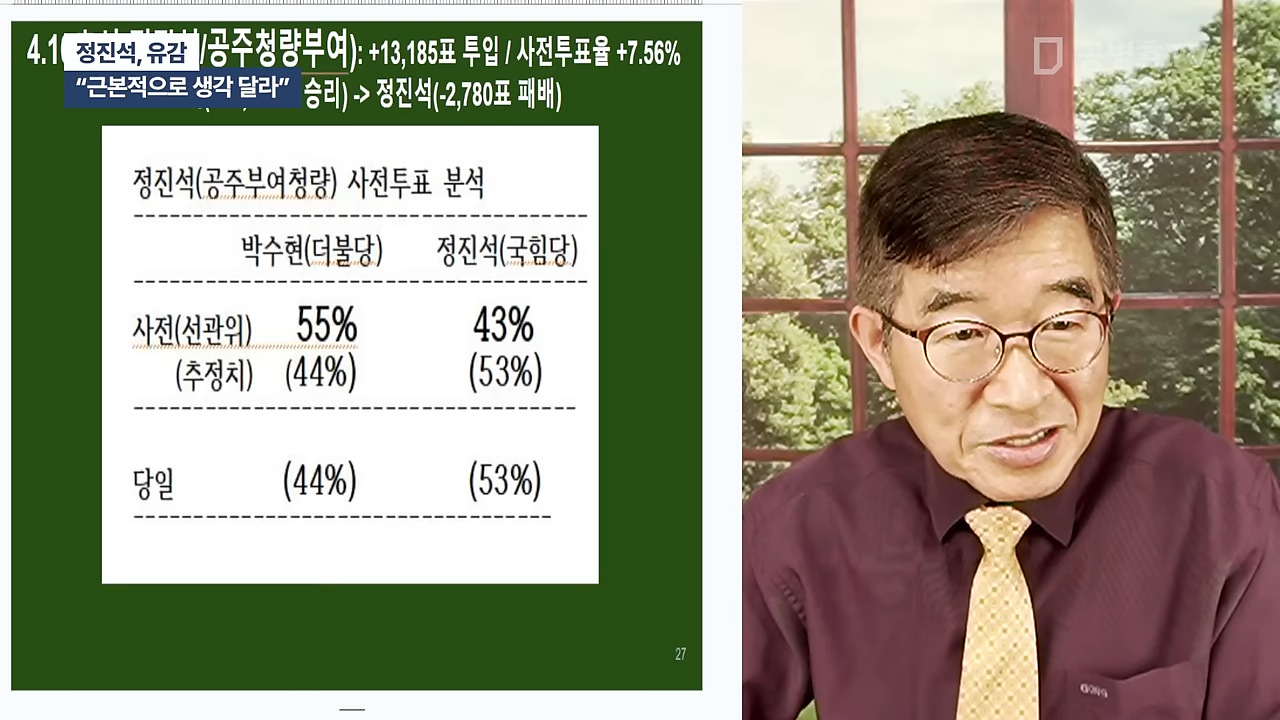 정진석, 유감
“근본적으로 생각 달라”
/공주청량부여): +13,185표 투입 / 사전투표율 +7.56%
승리) -> 정진석(-2,780표 패배)
정진석(공주부여청량) 사전투표 분석
박수현(더불당) 정진석(국힘당)
사전(선관위) 55% 43%
(추정치) (44%) (53%)
당일 (44%) (53%)
27
GONG